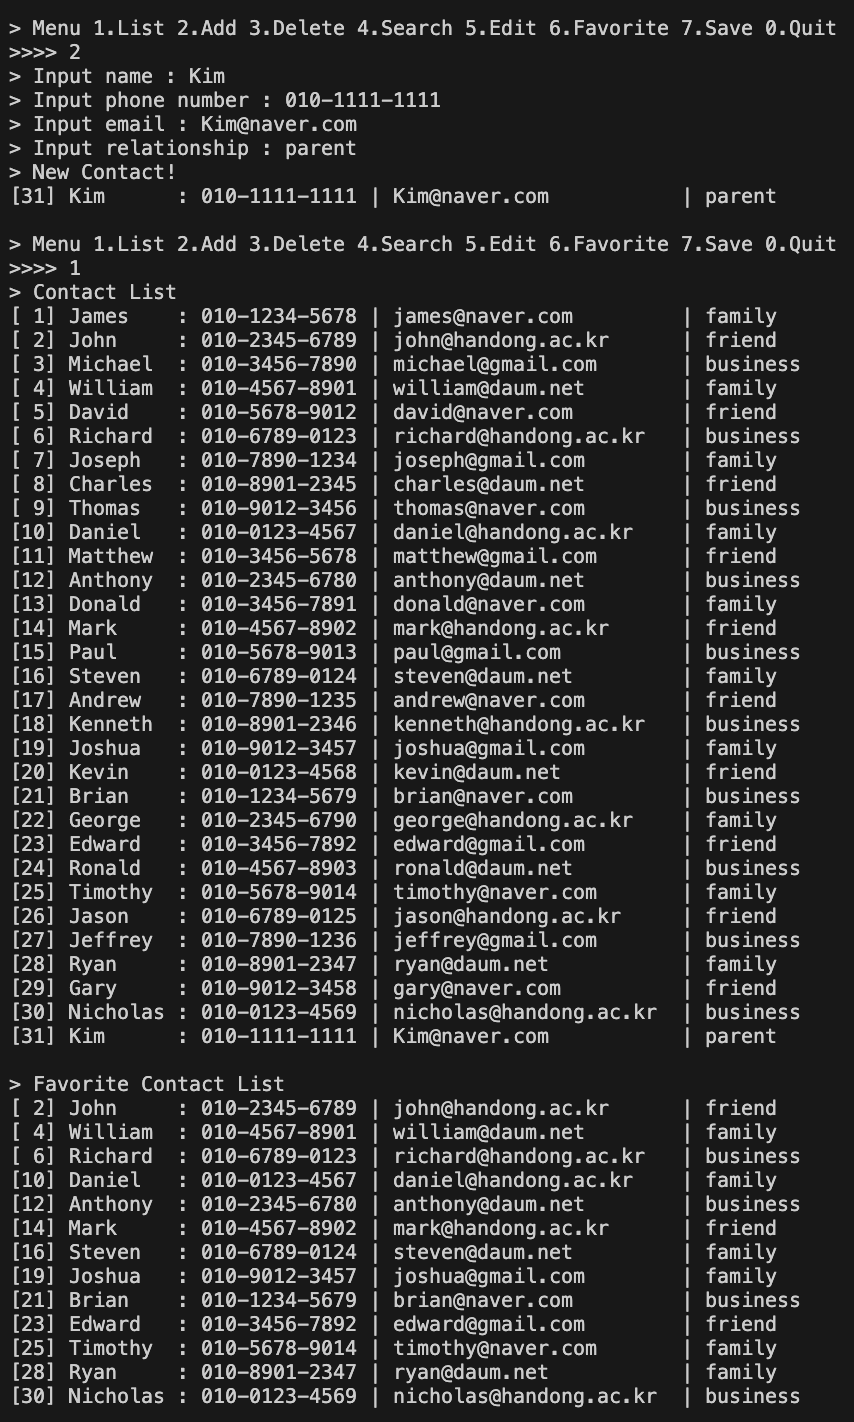 > Menu 1.List 2.Add 3.Delete 4.Search 5.Edit 6.Favorite 7.Save 0.Quit
>>>> 2
> Input name : Kim
> Input phone number : 010-1111-1111
> Input email : Kim@naver.com
> Input relationship : parent
> New Contact!
[31] Kim      : 010-1111-1111 | Kim@naver.com           | parent

> Menu 1.List 2.Add 3.Delete 4.Search 5.Edit 6.Favorite 7.Save 0.Quit
>>>> 1
> Contact List
[ 1] James    : 010-1234-5678 | james@naver.com         | family
[ 2] John     : 010-2345-6789 | john@handong.ac.kr      | friend
[ 3] Michael  : 010-3456-7890 | michael@gmail.com       | business
[ 4] William  : 010-4567-8901 | william@daum.net        | family
[ 5] David    : 010-5678-9012 | david@naver.com         | friend
[ 6] Richard  : 010-6789-0123 | richard@handong.ac.kr   | business
[ 7] Joseph   : 010-7890-1234 | joseph@gmail.com        | family
[ 8] Charles  : 010-8901-2345 | charles@daum.net        | friend
[ 9] Thomas   : 010-9012-3456 | thomas@naver.com        | business
[10] Daniel   : 010-0123-4567 | daniel@handong.ac.kr    | family
[11] Matthew  : 010-3456-5678 | matthew@gmail.com       | friend
[12] Anthony  : 010-2345-6780 | anthony@daum.net        | business
[13] Donald   : 010-3456-7891 | donald@naver.com        | family
[14] Mark     : 010-4567-8902 | mark@handong.ac.kr      | friend
[15] Paul     : 010-5678-9013 | paul@gmail.com          | business
[16] Steven   : 010-6789-0124 | steven@daum.net         | family
[17] Andrew   : 010-7890-1235 | andrew@naver.com        | friend
[18] Kenneth  : 010-8901-2346 | kenneth@handong.ac.kr   | business
[19] Joshua   : 010-9012-3457 | joshua@gmail.com        | family
[20] Kevin    : 010-0123-4568 | kevin@daum.net          | friend
[21] Brian    : 010-1234-5679 | brian@naver.com         | business
[22] George   : 010-2345-6790 | george@handong.ac.kr    | family
[23] Edward   : 010-3456-7892 | edward@gmail.com        | friend
[24] Ronald   : 010-4567-8903 | ronald@daum.net         | business
[25] Timothy  : 010-5678-9014 | timothy@naver.com       | family
[26] Jason    : 010-6789-0125 | jason@handong.ac.kr     | friend
[27] Jeffrey  : 010-7890-1236 | jeffrey@gmail.com       | business
[28] Ryan     : 010-8901-2347 | ryan@daum.net           | family
[29] Gary     : 010-9012-3458 | gary@naver.com          | friend
[30] Nicholas : 010-0123-4569 | nicholas@handong.ac.kr  | business
[31] Kim      : 010-1111-1111 | Kim@naver.com           | parent

> Favorite Contact List
[ 2] John     : 010-2345-6789 | john@handong.ac.kr      | friend
[ 4] William  : 010-4567-8901 | william@daum.net        | family
[ 6] Richard  : 010-6789-0123 | richard@handong.ac.kr   | business
[10] Daniel   : 010-0123-4567 | daniel@handong.ac.kr    | family
[12] Anthony  : 010-2345-6780 | anthony@daum.net        | business
[14] Mark     : 010-4567-8902 | mark@handong.ac.kr      | friend
[16] Steven   : 010-6789-0124 | steven@daum.net         | family
[19] Joshua   : 010-9012-3457 | joshua@gmail.com        | family
[21] Brian    : 010-1234-5679 | brian@naver.com         | business
[23] Edward   : 010-3456-7892 | edward@gmail.com        | friend
[25] Timothy  : 010-5678-9014 | timothy@naver.com       | family
[28] Ryan     : 010-8901-2347 | ryan@daum.net           | family
[30] Nicholas : 010-0123-4569 | nicholas@handong.ac.kr  | business